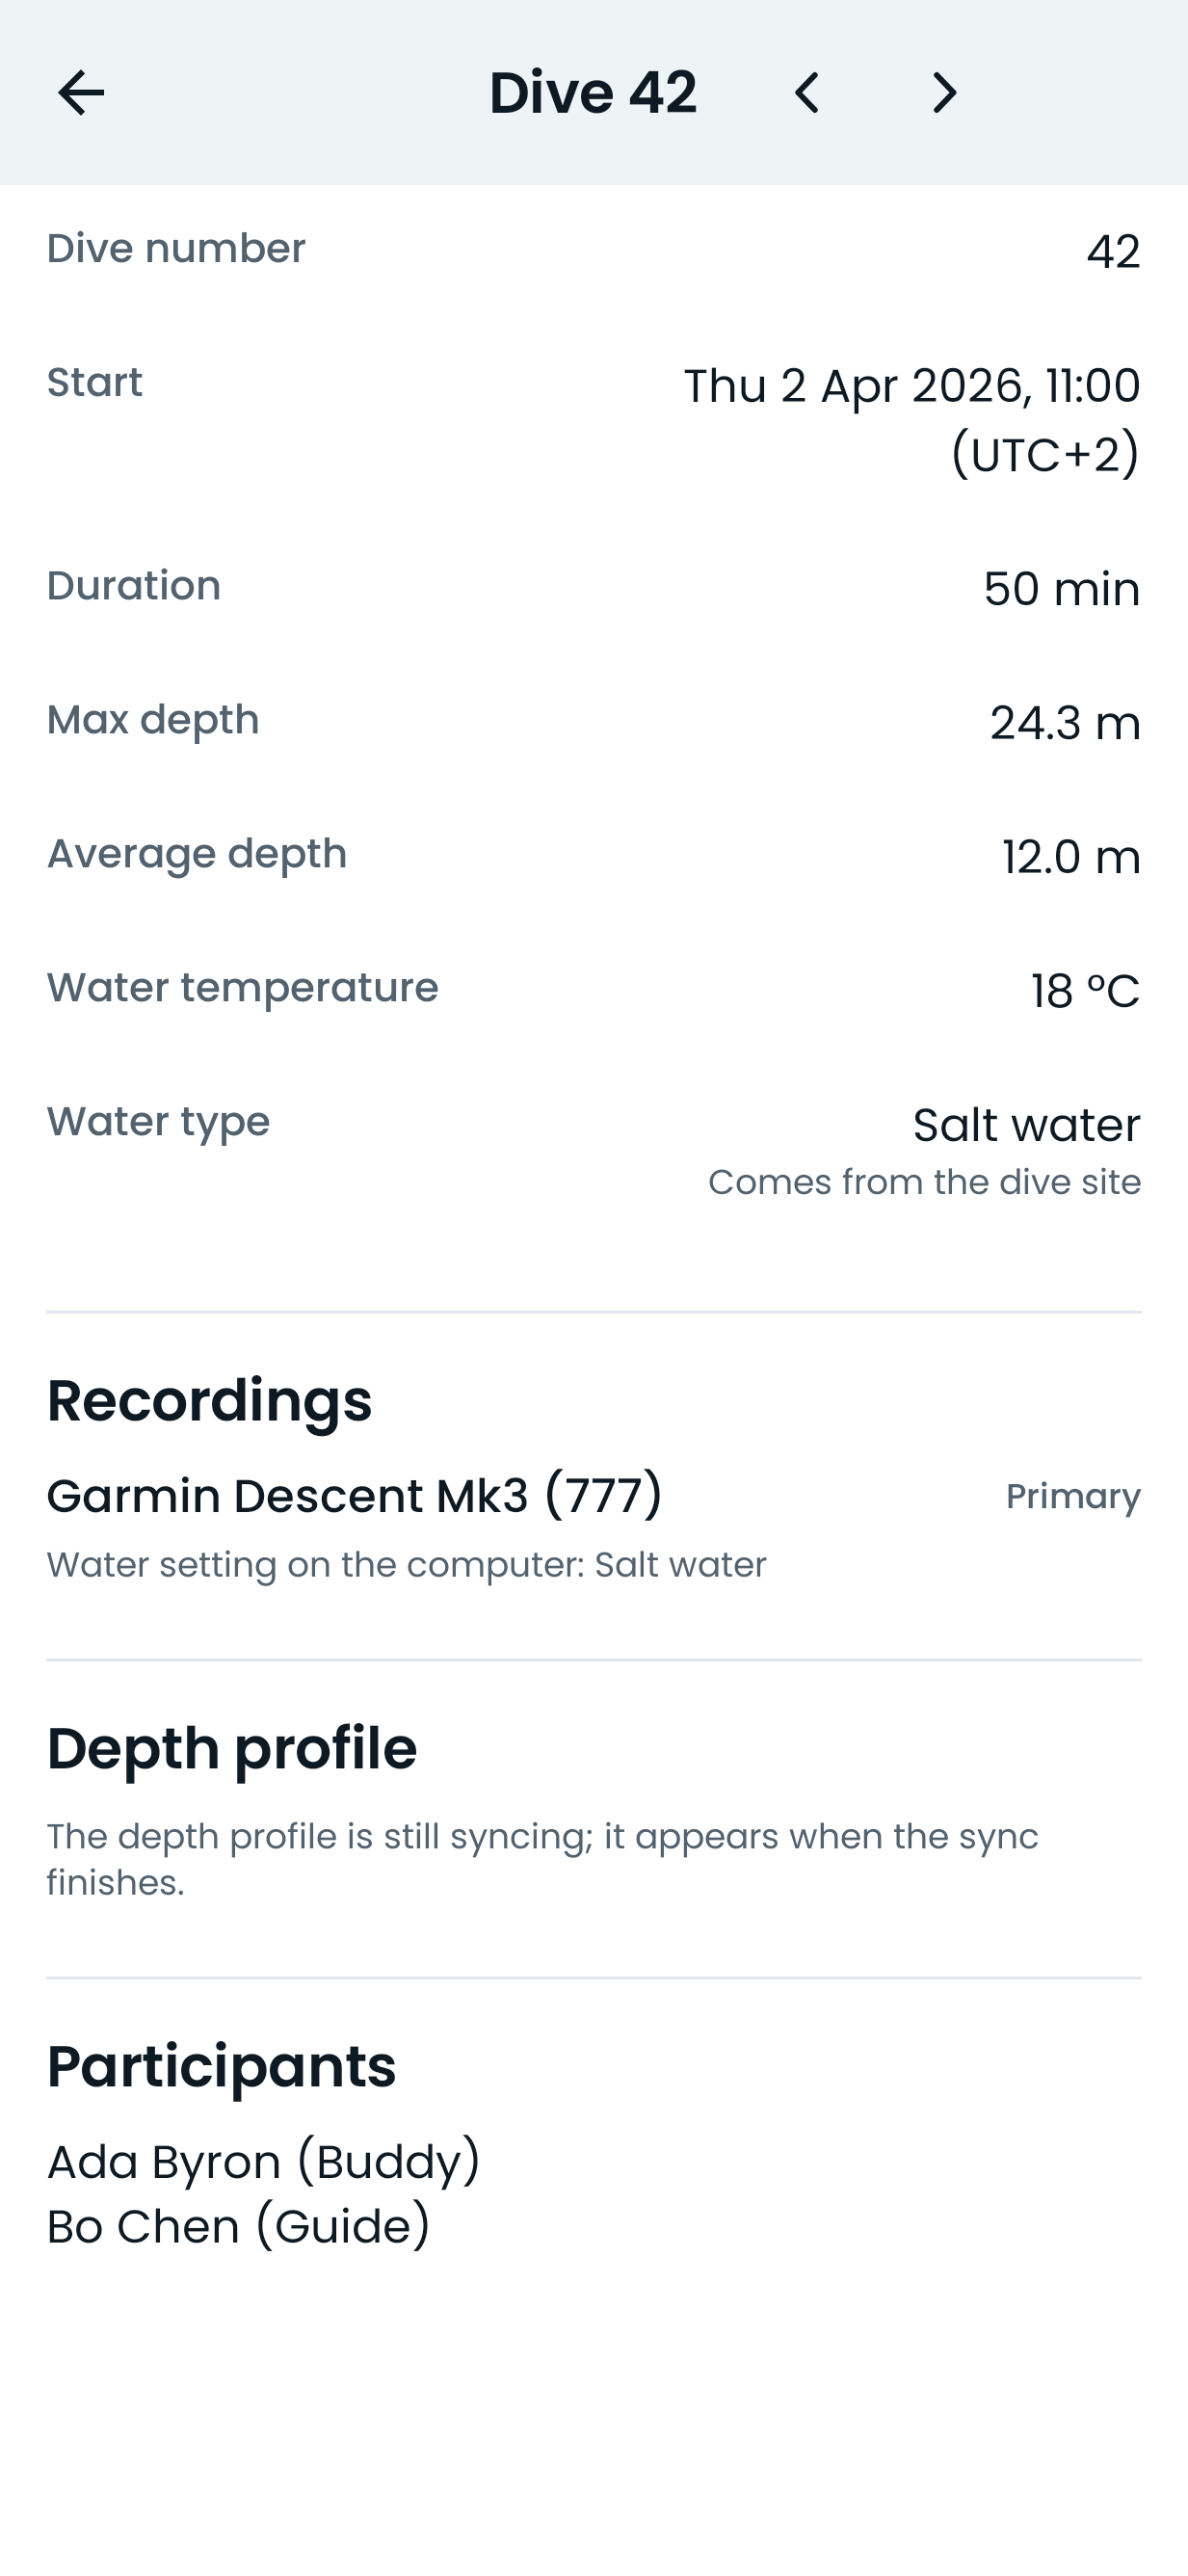 Dive 42
Dive number 42
Start Thu 2 Apr 2026, 11:00
(UTC+2)
Duration 50 min
Max depth 24.3 m
Average depth 12.0 m
Water temperature 18 °C
Water type Salt water
Comes from the dive site
Recordings
Garmin Descent Mk3 (777) Primary
Water setting on the computer: Salt water
Depth profile
The depth profile is still syncing; it appears when the sync
finishes.
Participants
Ada Byron (Buddy)
Bo Chen (Guide)